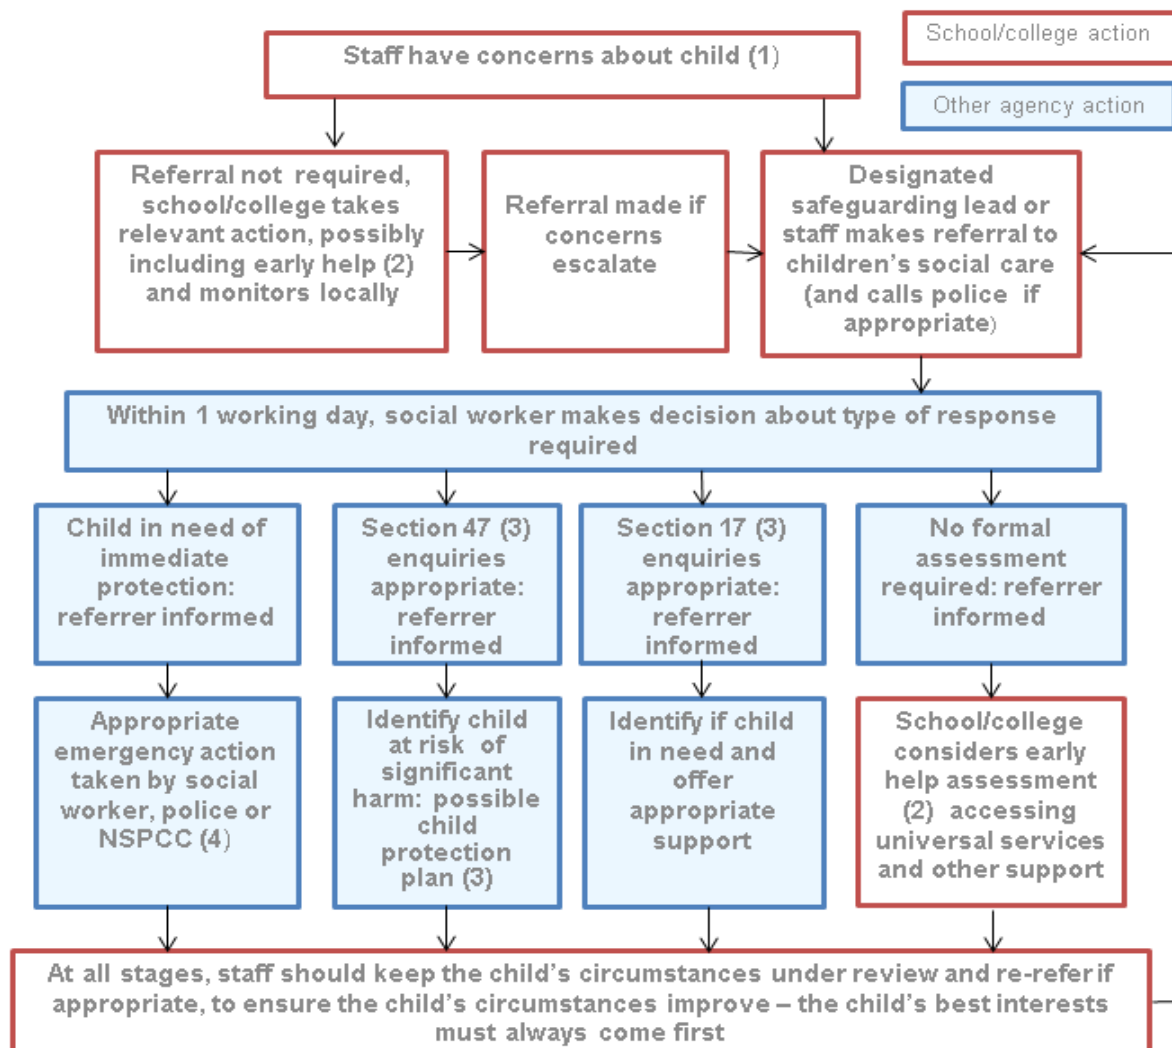 School/college action
Staff have concerns about child (1)
Other agency action
Referral not required,
school/college takes
relevant action, possibly
including early help (2)
and monitors locally
Referral made if
concerns
escalate
Designated
safeguarding lead or
staff makes referral to
children’s social care
(and calls police if
appropriate)
Within 1 working day, social worker makes decision about type of response
required
Child in need of
immediate
protection:
referrer informed
Section 47 (3)
enquiries
appropriate:
referrer
informed
Section 17 (3)
enquiries
appropriate:
referrer
informed
No formal
assessment
required: referrer
informed
Appropriate
emergency action
taken by social
worker, police or
NSPCC (4)
Identify child
at risk of
significant
harm: possible
child
protection
plan (3)
Identify if child
in need and
offer
appropriate
support
School/college
considers early
help assessment
(2) accessing
universal services
and other support
At all stages, staff should keep the child’s circumstances under review and re-refer if
appropriate, to ensure the child’s circumstances improve – the child’s best interests
must always come first